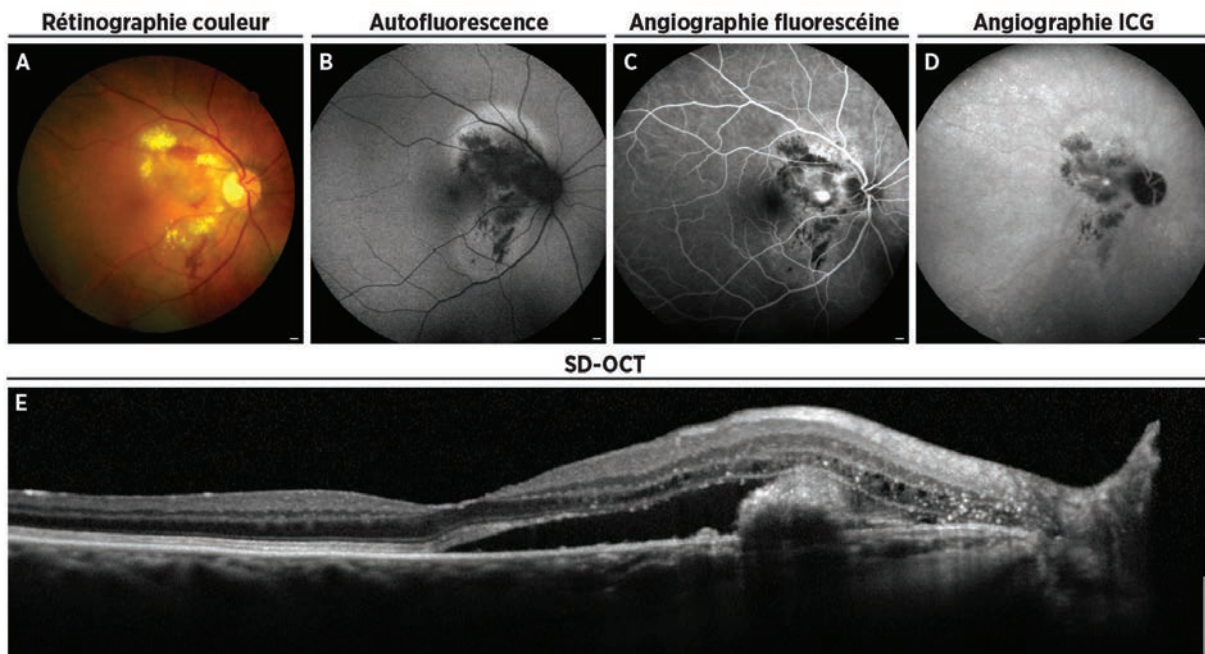 Rétinographie couleur
Autofluorescence
Angiographie fluorescéine
Angiographie ICG
A
B
C
D
SD-OCT
E